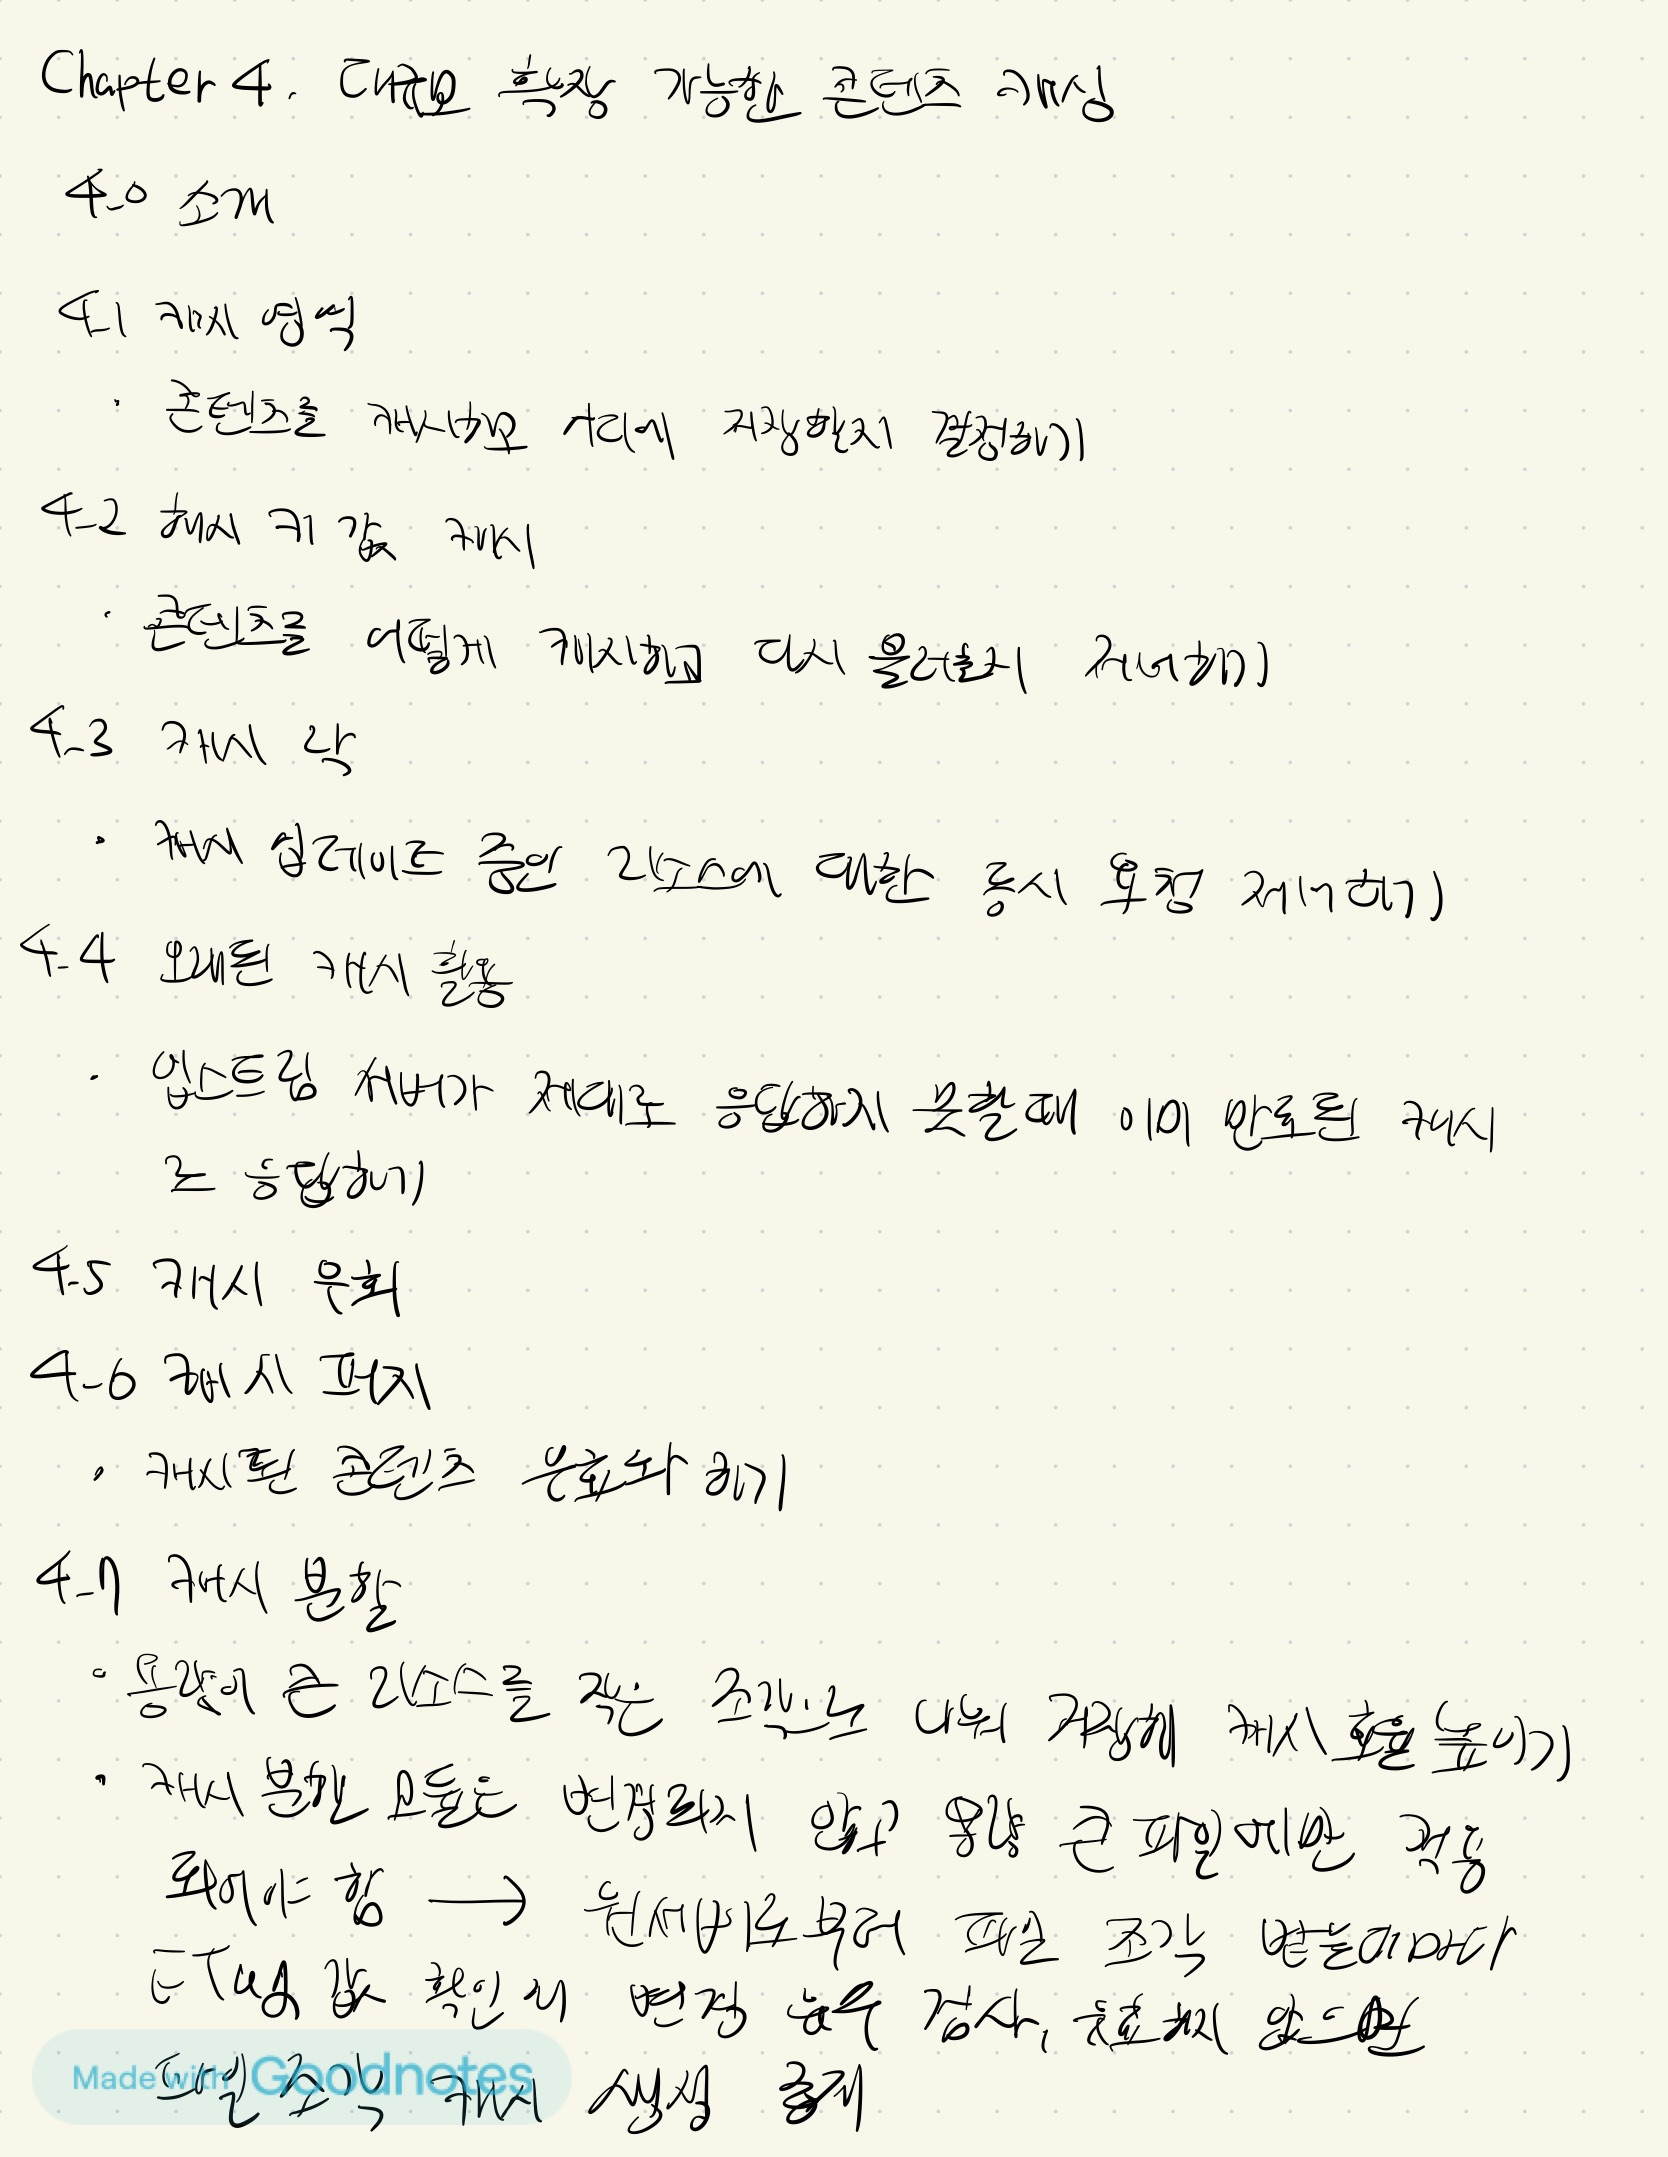 Chapter 4. 대규모 확장 가능한 콘텐츠 캐싱
4-0 소개
4-1 캐시 영역
· 콘텐츠를 캐시하고 어디에 저장할지 결정하기
4-2 해시 키 값 캐시
· 콘텐츠를 어떻게 캐시하고 다시 불러올지 제어하기
4-3 캐시 락
· 캐시 업데이트 중인 리소스에 대한 동시 요청 제어하기
4-4 오래된 캐시 활용
· 업스트림 서버가 제대로 응답하지 못할 때 이미 만료된 캐시
로 응답하기
4-5 캐시 우회
4-6 캐시 퍼지
· 캐시된 콘텐츠 무효화 하기
4-7 캐시 분할
· 용량이 큰 리소스를 작은 조각으로 나눠 저장해 캐시 효율 높이기
· 캐시 분할 모듈은 변경되지 않고 용량 큰 파일에만 적용
되어야 함 → 원 서버로부터 파일 조각 받을 때마다
ETag 값 확인해 변경 여부 검사, 유효하지 않으면
파일 조각 캐시 생성 중지
Made with Goodnotes